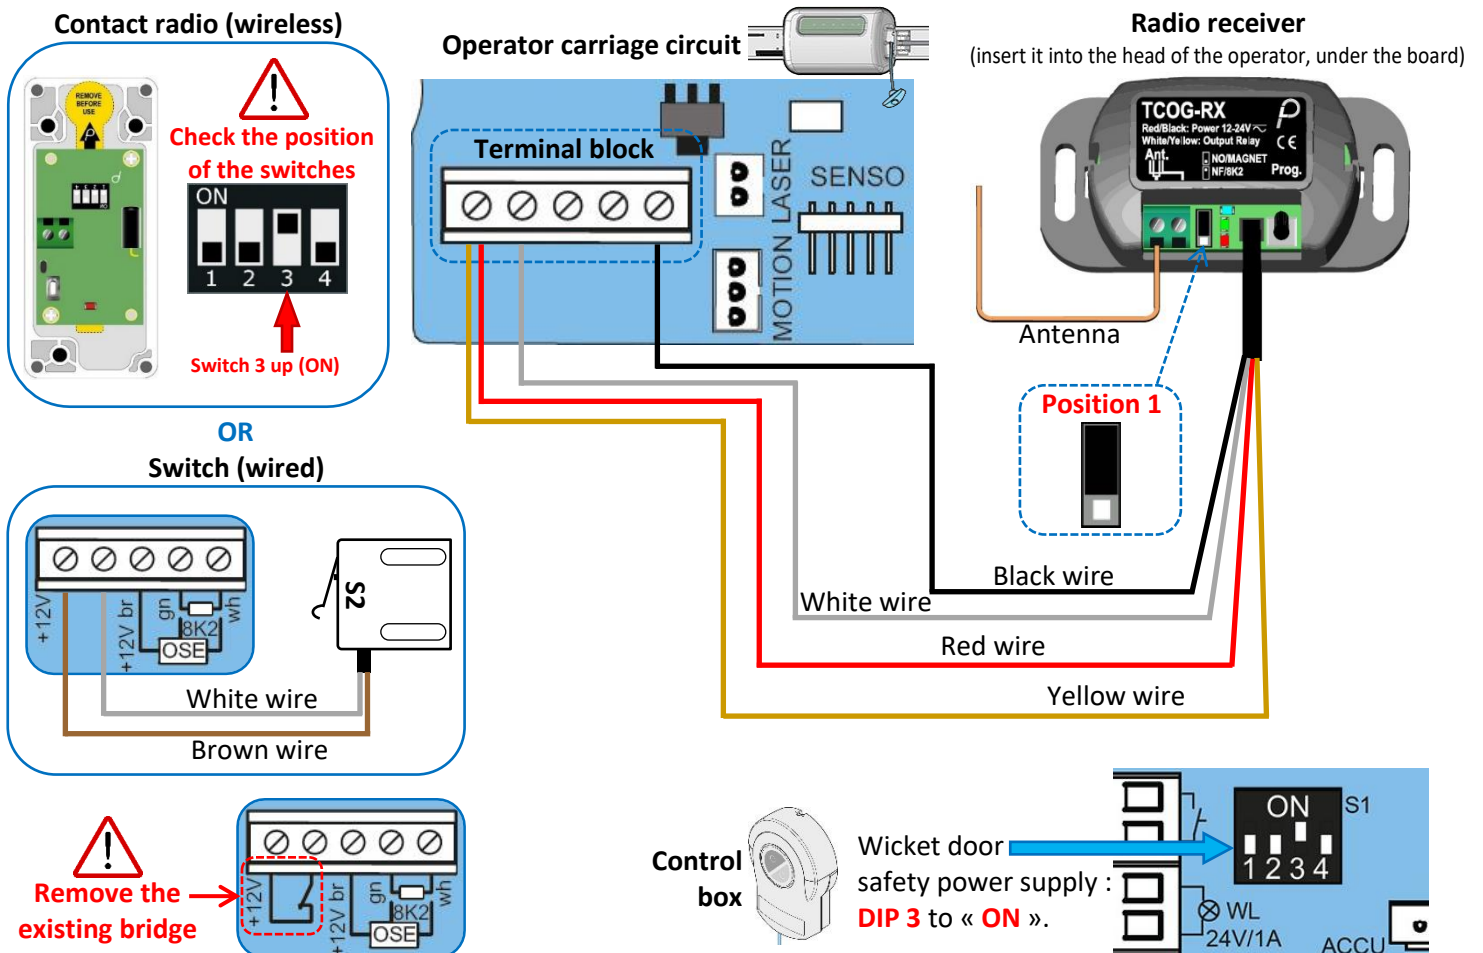 Contact radio (wireless)
REMOVE
BEFORE
USE
Check the position
of the switches
ON
1 2 3 4
Switch 3 up (ON)
OR
Switch (wired)
+12V
+12V br
gn
8K2
wh
OSE
S2
White wire
Brown wire
Remove the
existing bridge
+12V
+12V br
gn
8K2
wh
OSE
Operator carriage circuit
Terminal block
MOTION LASER
SENSO
Radio receiver
(insert it into the head of the operator, under the board)
TCOG-RX
Red/Black: Power 12-24V
White/Yellow: Output Relay
CE
Ant.
NO/MAGNET
NF/8K2
Prog.
Antenna
Position 1
Black wire
White wire
Red wire
Yellow wire
Control
box
Wicket door
safety power supply :
DIP 3 to « ON ».
ON
S1
1 2 3 4
WL
24V/1A
ACCU